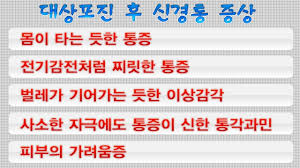 대상포진 후 신경통 증상
몸이 타는 듯한 통증
전기감전처럼 찌릿한 통증
벌레가 기어가는 듯한 이상감각
사소한 자극에도 통증이 신한 통각과민
피부의 가려움증